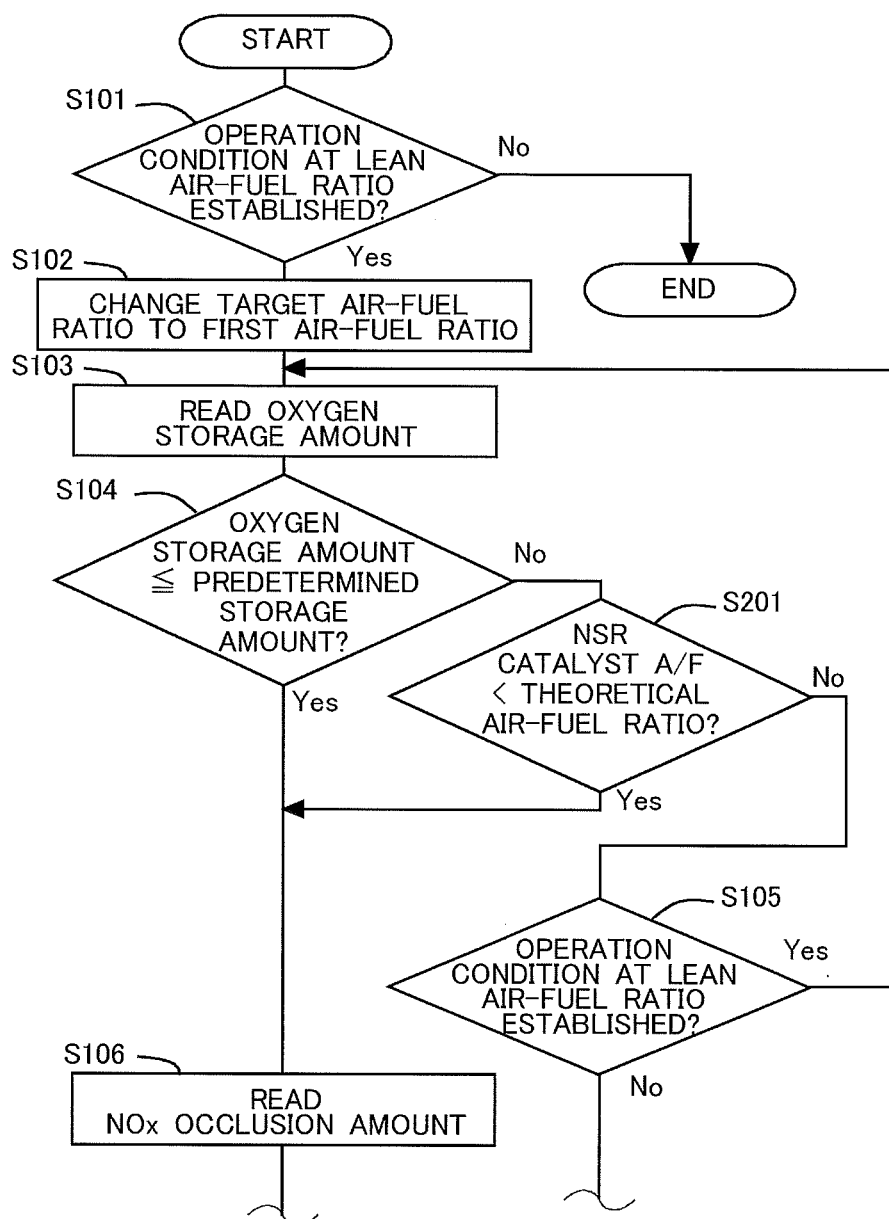 START
S101
OPERATION
CONDITION AT LEAN
AIR-FUEL RATIO
ESTABLISHED?
No
Yes
END
S102
CHANGE TARGET AIR-FUEL
RATIO TO FIRST AIR-FUEL RATIO
S103
READ OXYGEN
STORAGE AMOUNT
S104
OXYGEN
STORAGE AMOUNT
≦ PREDETERMINED
STORAGE
AMOUNT?
No
Yes
S201
NSR
CATALYST A/F
< THEORETICAL
AIR-FUEL RATIO?
No
Yes
S105
OPERATION
CONDITION AT LEAN
AIR-FUEL RATIO
ESTABLISHED?
Yes
No
S106
READ
NOx OCCLUSION AMOUNT